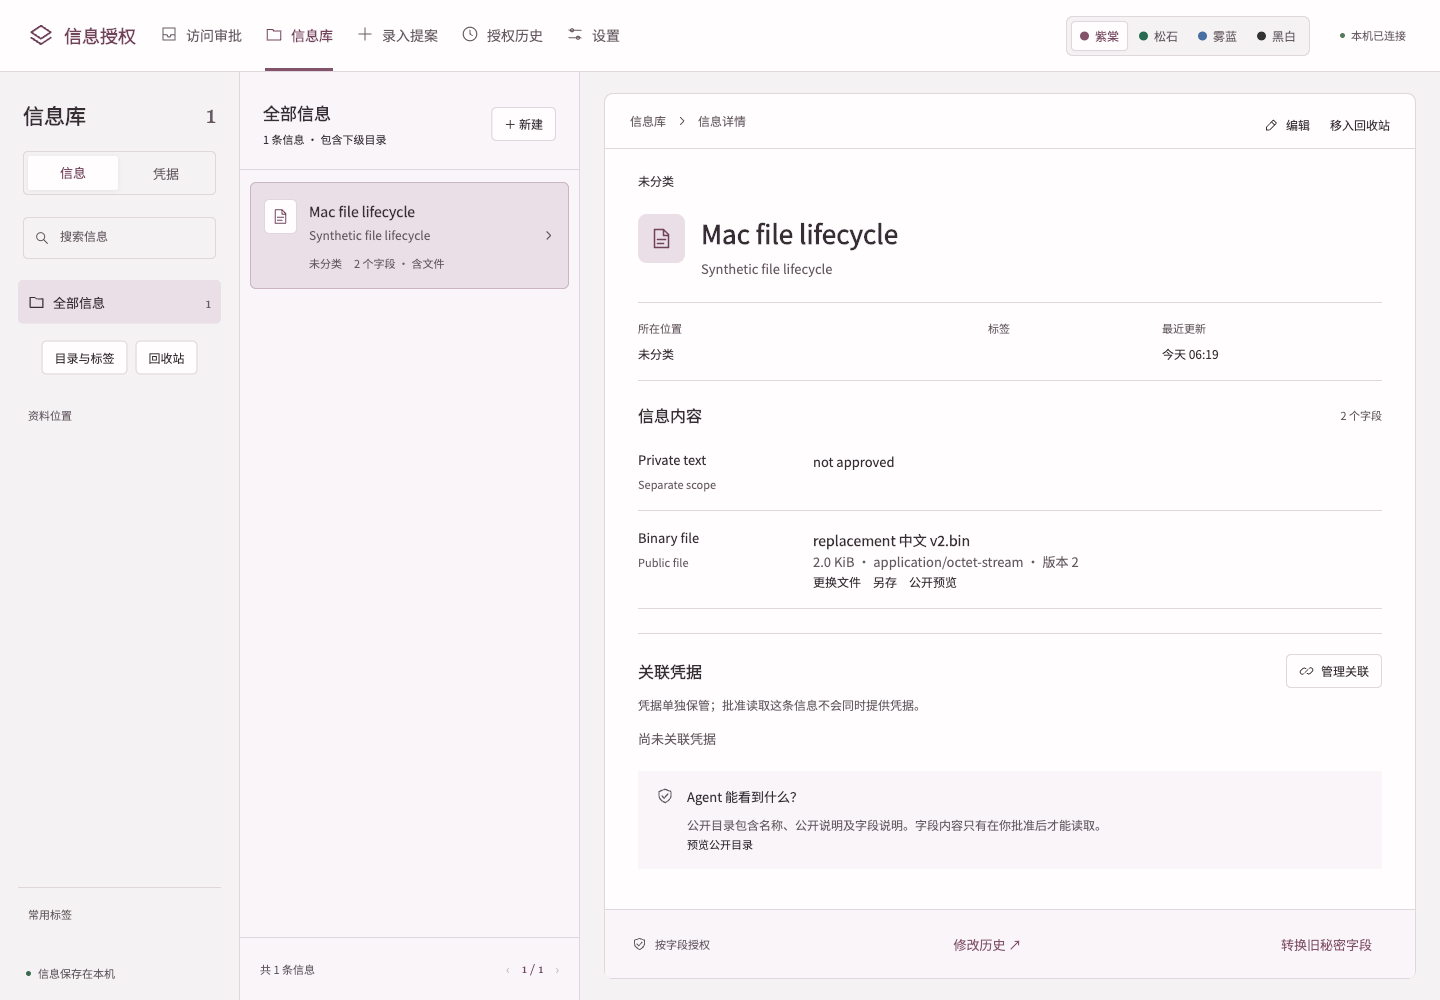 信息授权
访问审批
信息库
录入提案
授权历史
设置
紫棠
松石
雾蓝
黑白
本机已连接
信息库
1
信息
凭据
搜索信息
全部信息
1
目录与标签
回收站
资料位置
常用标签
信息保存在本机
全部信息
1 条信息 · 包含下级目录
新建
Mac file lifecycle
Synthetic file lifecycle
未分类 2 个字段 · 含文件
共 1 条信息
‹ 1 / 1 ›
信息库 > 信息详情
编辑
移入回收站
未分类
Mac file lifecycle
Synthetic file lifecycle
所在位置
未分类
标签
最近更新
今天 06:19
信息内容
2 个字段
Private text
Separate scope
not approved
Binary file
Public file
replacement 中文 v2.bin
2.0 KiB · application/octet-stream · 版本 2
更换文件 另存 公开预览
关联凭据
管理关联
凭据单独保管；批准读取这条信息不会同时提供凭据。
尚未关联凭据
Agent 能看到什么？
公开目录包含名称、公开说明及字段说明。字段内容只有在你批准后才能读取。
预览公开目录
按字段授权
修改历史 ↗
转换旧秘密字段